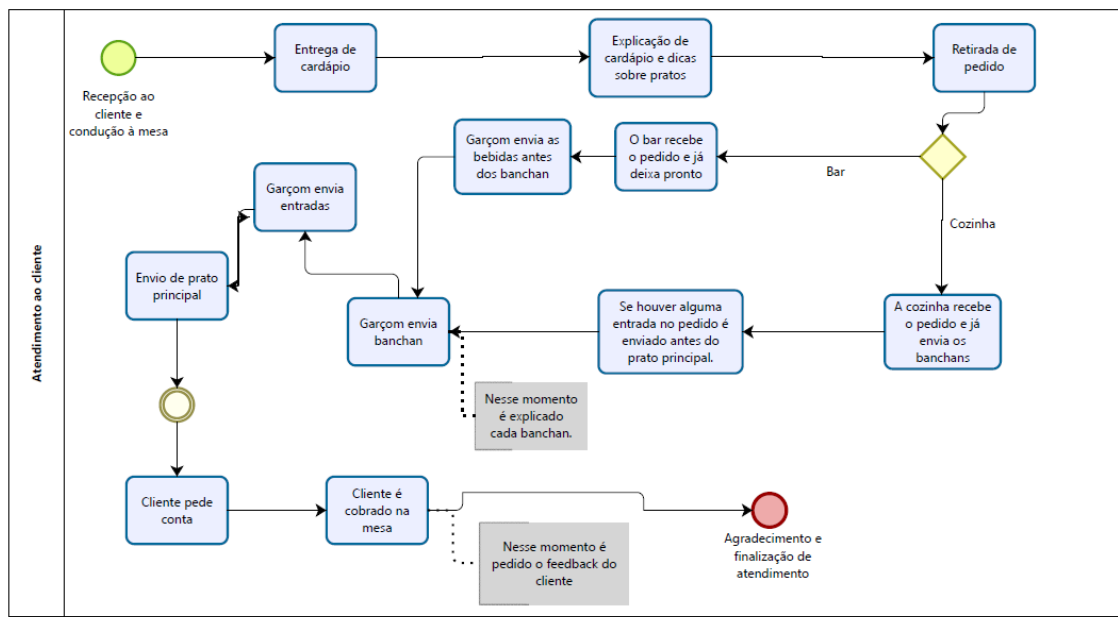 Atendimento ao cliente
Recepção ao
cliente e
condução à mesa
Entrega de
cardápio
Explicação de
cardápio e dicas
sobre pratos
Retirada de
pedido
Bar
Cozinha
O bar recebe
o pedido e já
deixa pronto
Garçom envia as
bebidas antes
dos banchan
A cozinha recebe
o pedido e já
envia os
banchans
Se houver alguma
entrada no pedido é
enviado antes do
prato principal.
Garçom envia
banchan
Nesse momento
é explicado
cada banchan.
Garçom envia
entradas
Envio de prato
principal
Cliente pede
conta
Cliente é
cobrado na
mesa
Nesse momento é
pedido o feedback do
cliente
Agradecimento e
finalização de
atendimento